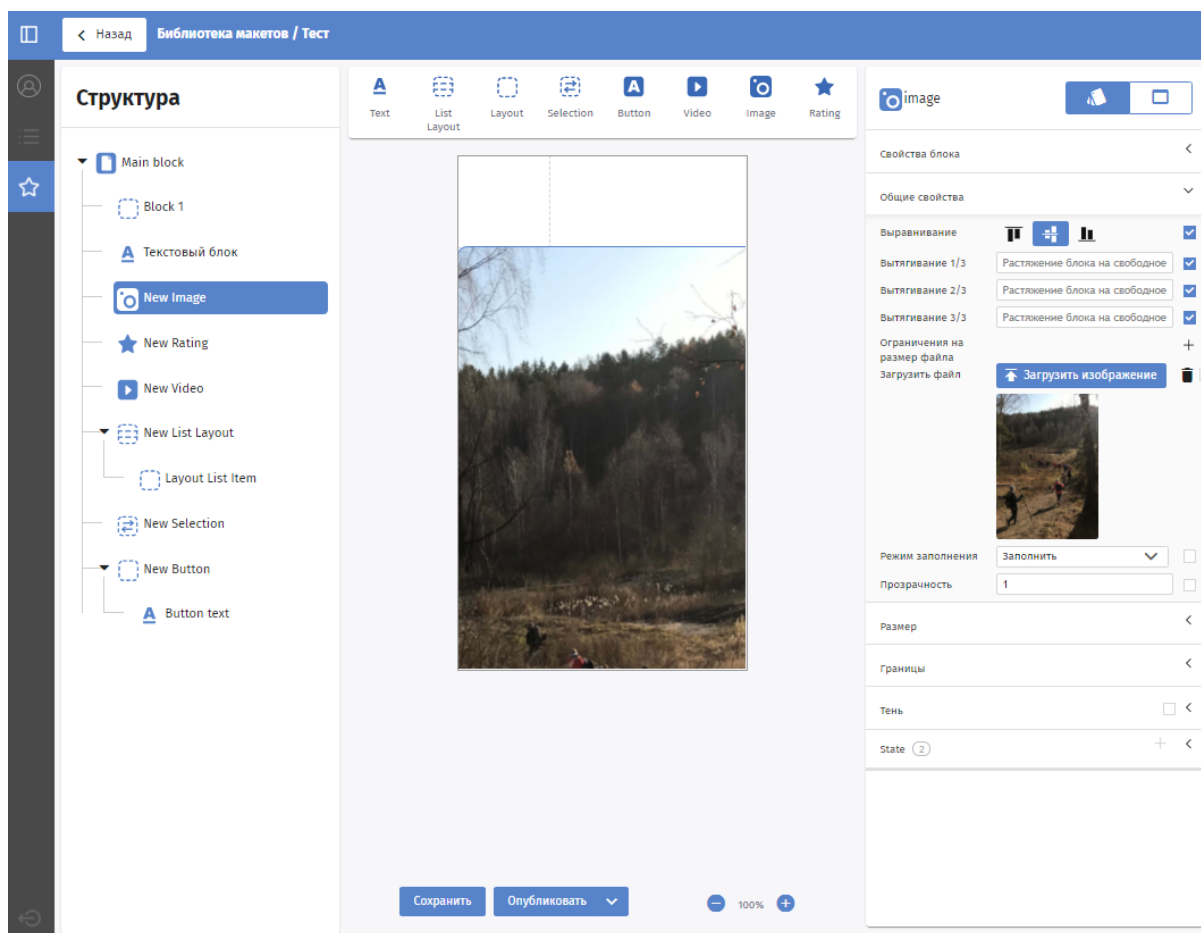 Назад
Библиотека макетов / Тест
Структура
Main block
Block 1
Текстовый блок
New Image
New Rating
New Video
New List Layout
Layout List Item
New Selection
New Button
Button text
Text
List
Layout
Layout
Selection
Button
Video
Image
Rating
Сохранить
Опубликовать
100%
image
Свойства блока
Общие свойства
Выравнивание
Вытягивание 1/3
Растяжение блока на свободное
Вытягивание 2/3
Растяжение блока на свободное
Вытягивание 3/3
Растяжение блока на свободное
Ограничения на
размер файла
Загрузить файл
Загрузить изображение
Режим заполнения
Заполнить
Прозрачность
1
Размер
Границы
Тень
State 2